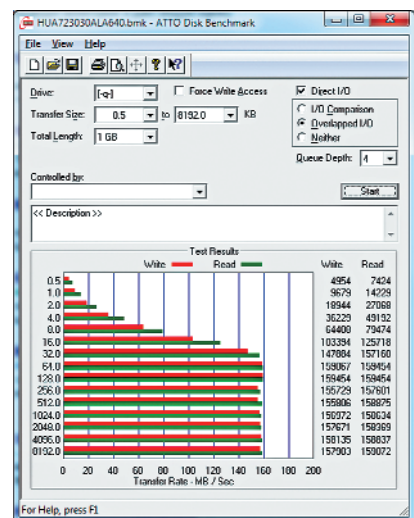 HUA723030ALA640.bmk - ATTO Disk Benchmark
File View Help
Drive: [-q-] Force Write Access Direct I/O
Transfer Size: 0.5 to 8192.0 KB I/O Comparison
Overlapped I/O
Total Length: 1 GB Neither
Queue Depth: 4
Controlled by:
Start
<< Description >>
Test Results
Write Read Write Read
0.5 4954 7424
1.0 9679 14229
2.0 18944 27068
4.0 36229 49192
8.0 64408 79474
16.0 103394 125718
32.0 147884 157160
64.0 159067 159454
128.0 159454 159454
256.0 155729 157601
512.0 155806 158875
1024.0 156972 158634
2048.0 157671 158369
4096.0 158135 158837
8192.0 157903 159072
0 20 40 60 80 100 120 140 160 180 200
Transfer Rate - MB / Sec
For Help, press F1